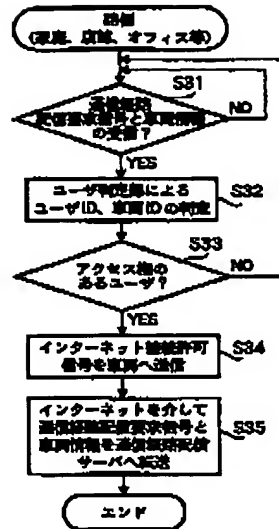 路側
(家庭、店舗、オフィス等)
S31
通信経路
配信要求信号と車両情報
の受信?
NO
YES
ユーザ判定部による
ユーザID、車両IDの判定
S32
S33
アクセス権の
あるユーザ?
NO
YES
インターネット接続許可
信号を車両へ送信
S34
インターネットを介して
通信経路配信要求信号と
車両情報を通信経路配信
サーバへ転送
S35
エンド